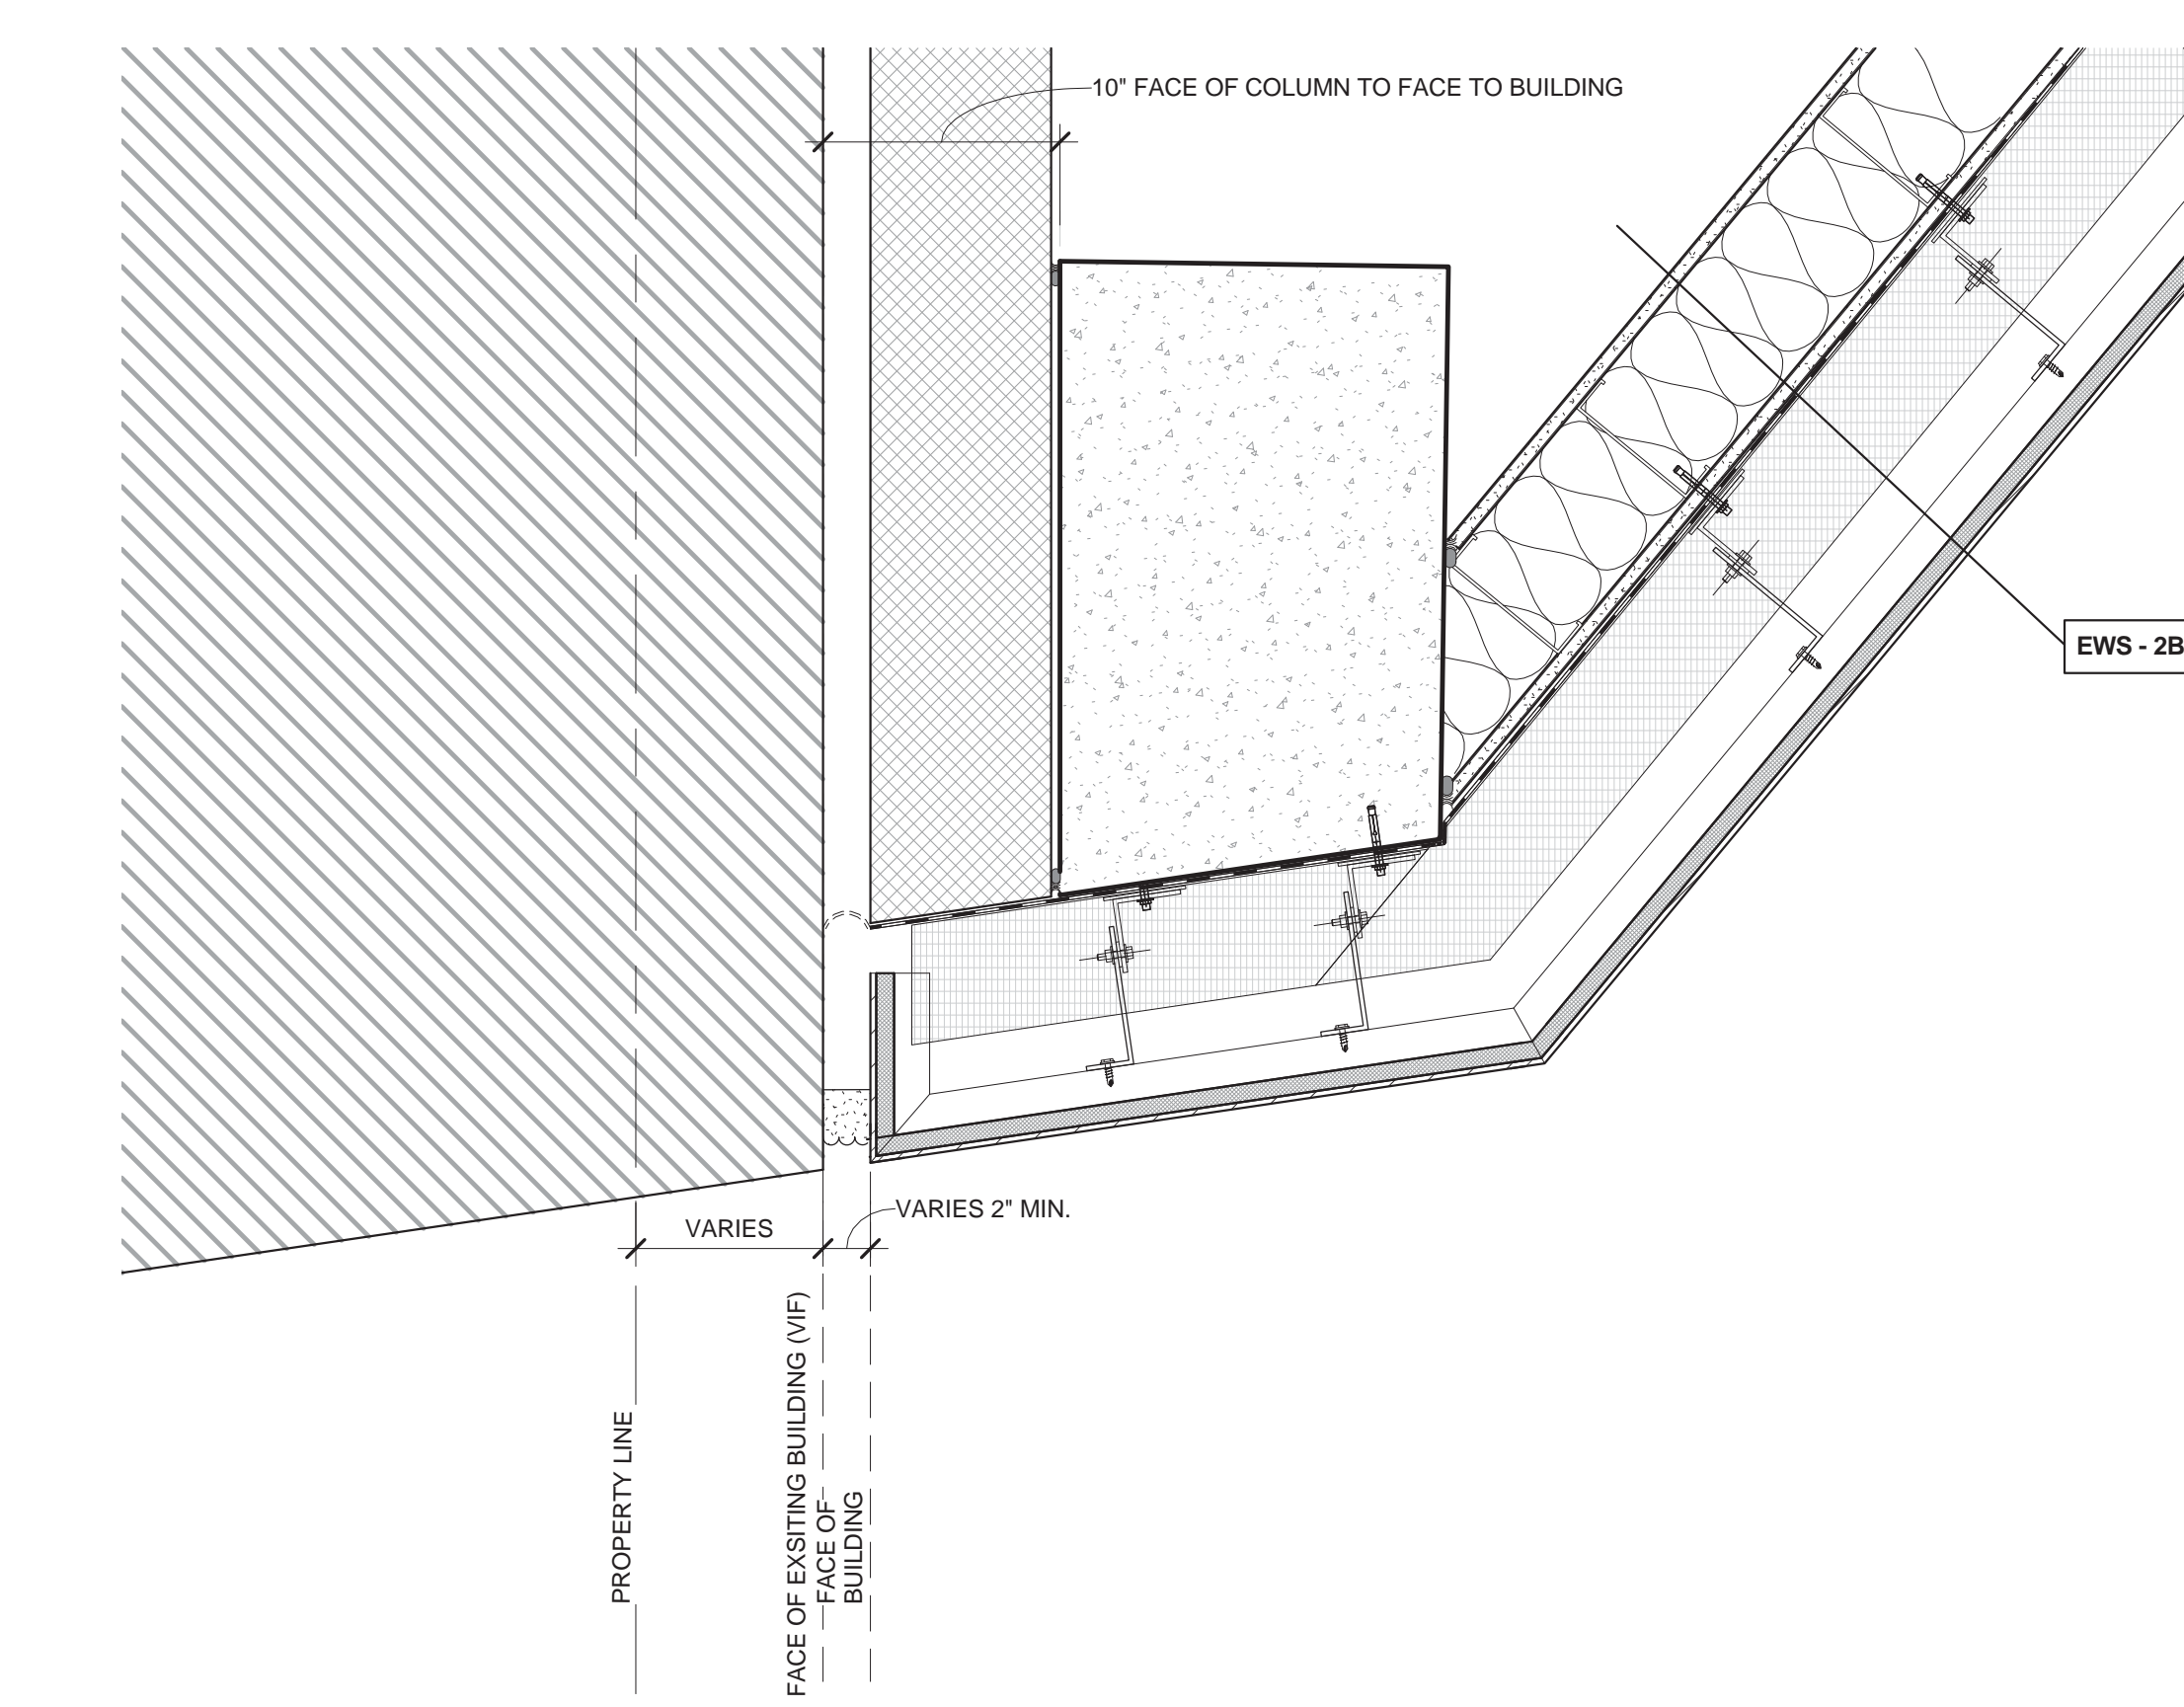 10" FACE OF COLUMN TO FACE TO BUILDING
EWS - 2B
VARIES 2" MIN.
VARIES
PROPERTY LINE
FACE OF EXSITING BUILDING (VIF)
FACE OF
BUILDING